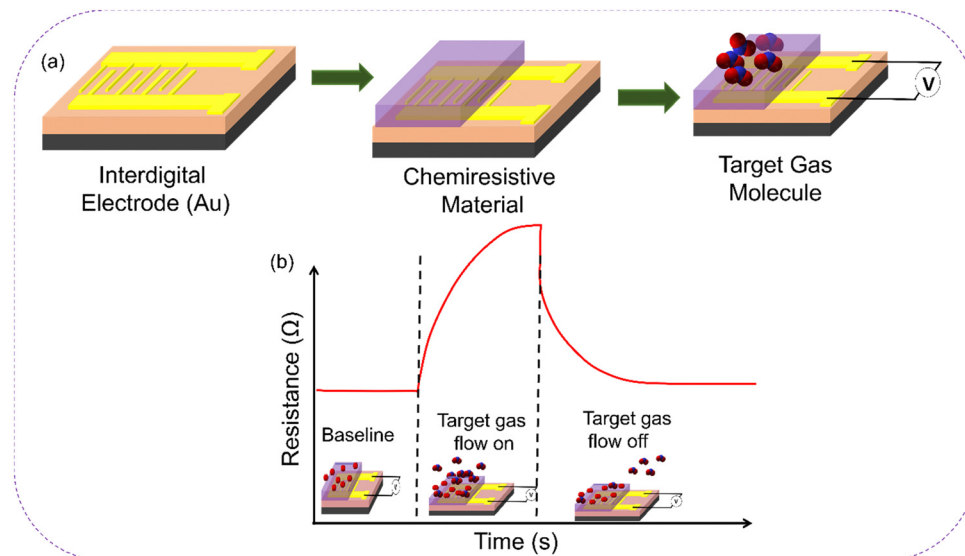 (a)
V
Interdigital
Electrode (Au)
Chemiresistive
Material
Target Gas
Molecule
(b)
Resistance (Ω)
Baseline
Target gas
flow on
Target gas
flow off
V
V
V
Time (s)